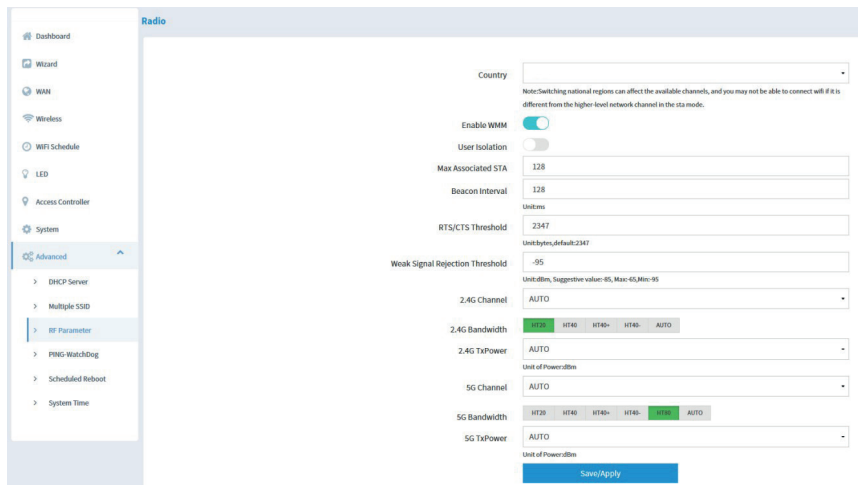 Radio
Dashboard
Wizard
WAN
Wireless
WiFi Schedule
LED
Access Controller
System
Advanced
DHCP Server
Multiple SSID
RF Parameter
PING-WatchDog
Scheduled Reboot
System Time
Country
Note:Switching national regions can affect the available channels, and you may not be able to connect wifi if it is
different from the higher-level network channel in the sta mode.
Enable WMM
User Isolation
Max Associated STA 128
Beacon Interval 128
Unit:ms
RTS/CTS Threshold 2347
Unit:bytes,default:2347
Weak Signal Rejection Threshold -95
Unit:dBm, Suggestive value:-85, Max:-65,Min:-95
2.4G Channel AUTO
2.4G Bandwidth HT20 HT40 HT40+ HT40- AUTO
2.4G TxPower AUTO
Unit of Power:dBm
5G Channel AUTO
5G Bandwidth HT20 HT40 HT40+ HT40- HT80 AUTO
5G TxPower AUTO
Unit of Power:dBm
Save/Apply